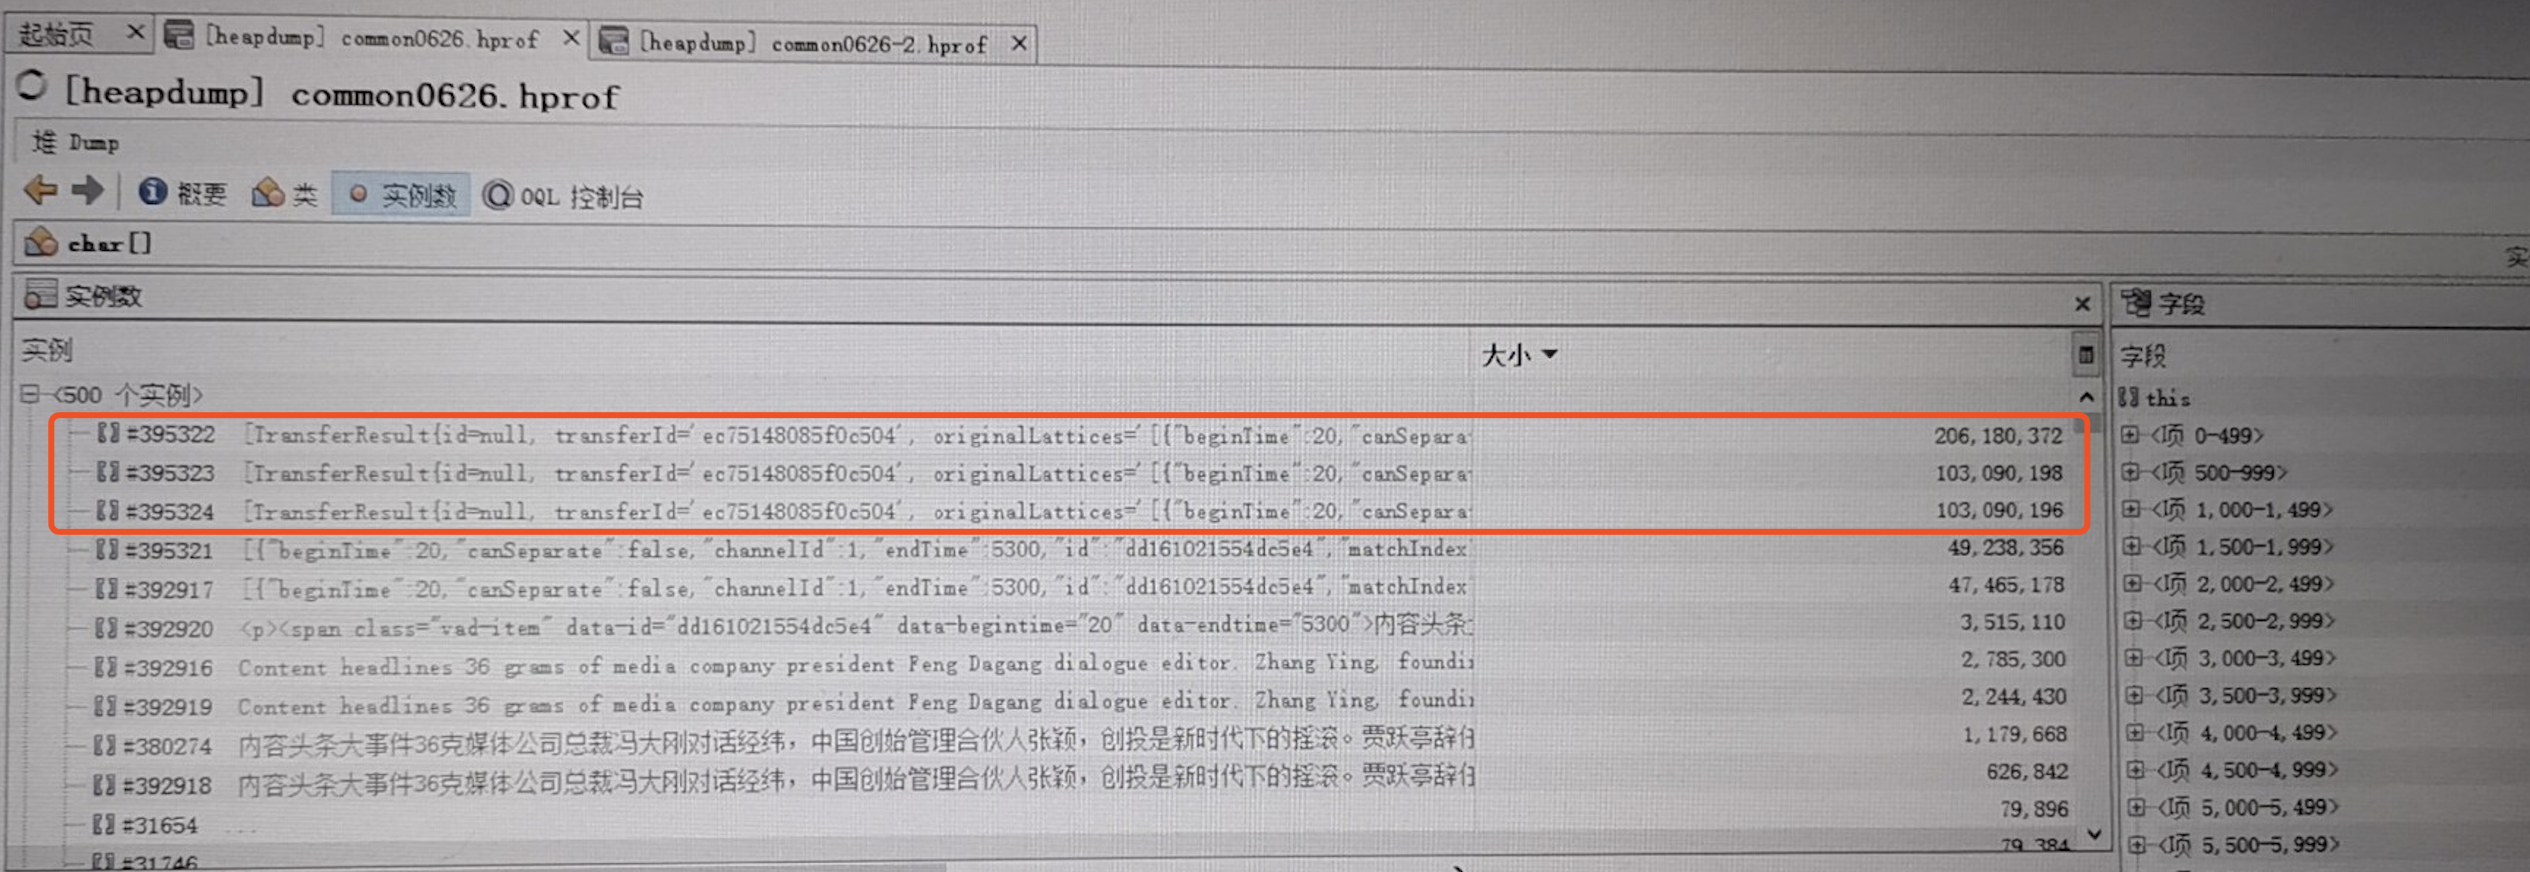 起始页 × [heapdump] common0626.hprof × [heapdump] common0626-2.hprof ×
[heapdump] common0626.hprof
堆 Dump
概要 类 实例数 OQL 控制台
char[]
实
实例数 × 字段
实例 大小 字段
<500 个实例> this
#395322 [TransferResult{id=null, transferId='ec75148085f0c504', originalLattices='[{"beginTime":20,"canSepara 206,180,372 <项 0-499>
#395323 [TransferResult{id=null, transferId='ec75148085f0c504', originalLattices='[{"beginTime":20,"canSepara 103,090,198 <项 500-999>
#395324 [TransferResult{id=null, transferId='ec75148085f0c504', originalLattices='[{"beginTime":20,"canSepara 103,090,196 <项 1,000-1,499>
#395321 [{"beginTime":20,"canSeparate":false,"channelId":1,"endTime":5300,"id":"dd161021554dc5e4","matchIndex 49,238,356 <项 1,500-1,999>
#392917 [{"beginTime":20,"canSeparate":false,"channelId":1,"endTime":5300,"id":"dd161021554dc5e4","matchIndex 47,465,178 <项 2,000-2,499>
#392920 <p><span class="vad-item" data-id="dd161021554dc5e4" data-begintime="20" data-endtime="5300">内容头条 3,515,110 <项 2,500-2,999>
#392916 Content headlines 36 grams of media company president Feng Dagang dialogue editor. Zhang Ying, foundi 2,785,300 <项 3,000-3,499>
#392919 Content headlines 36 grams of media company president Feng Dagang dialogue editor. Zhang Ying, foundi 2,244,430 <项 3,500-3,999>
#380274 内容头条大事件36克媒体公司总裁冯大刚对话经纬，中国创始管理合伙人张颖，创投是新时代下的摇滚。贾跃亭辞任 1,179,668 <项 4,000-4,499>
#392918 内容头条大事件36克媒体公司总裁冯大刚对话经纬，中国创始管理合伙人张颖，创投是新时代下的摇滚。贾跃亭辞任 626,842 <项 4,500-4,999>
#31654 ... 79,896 <项 5,000-5,499>
#31746 79,384 <项 5,500-5,999>